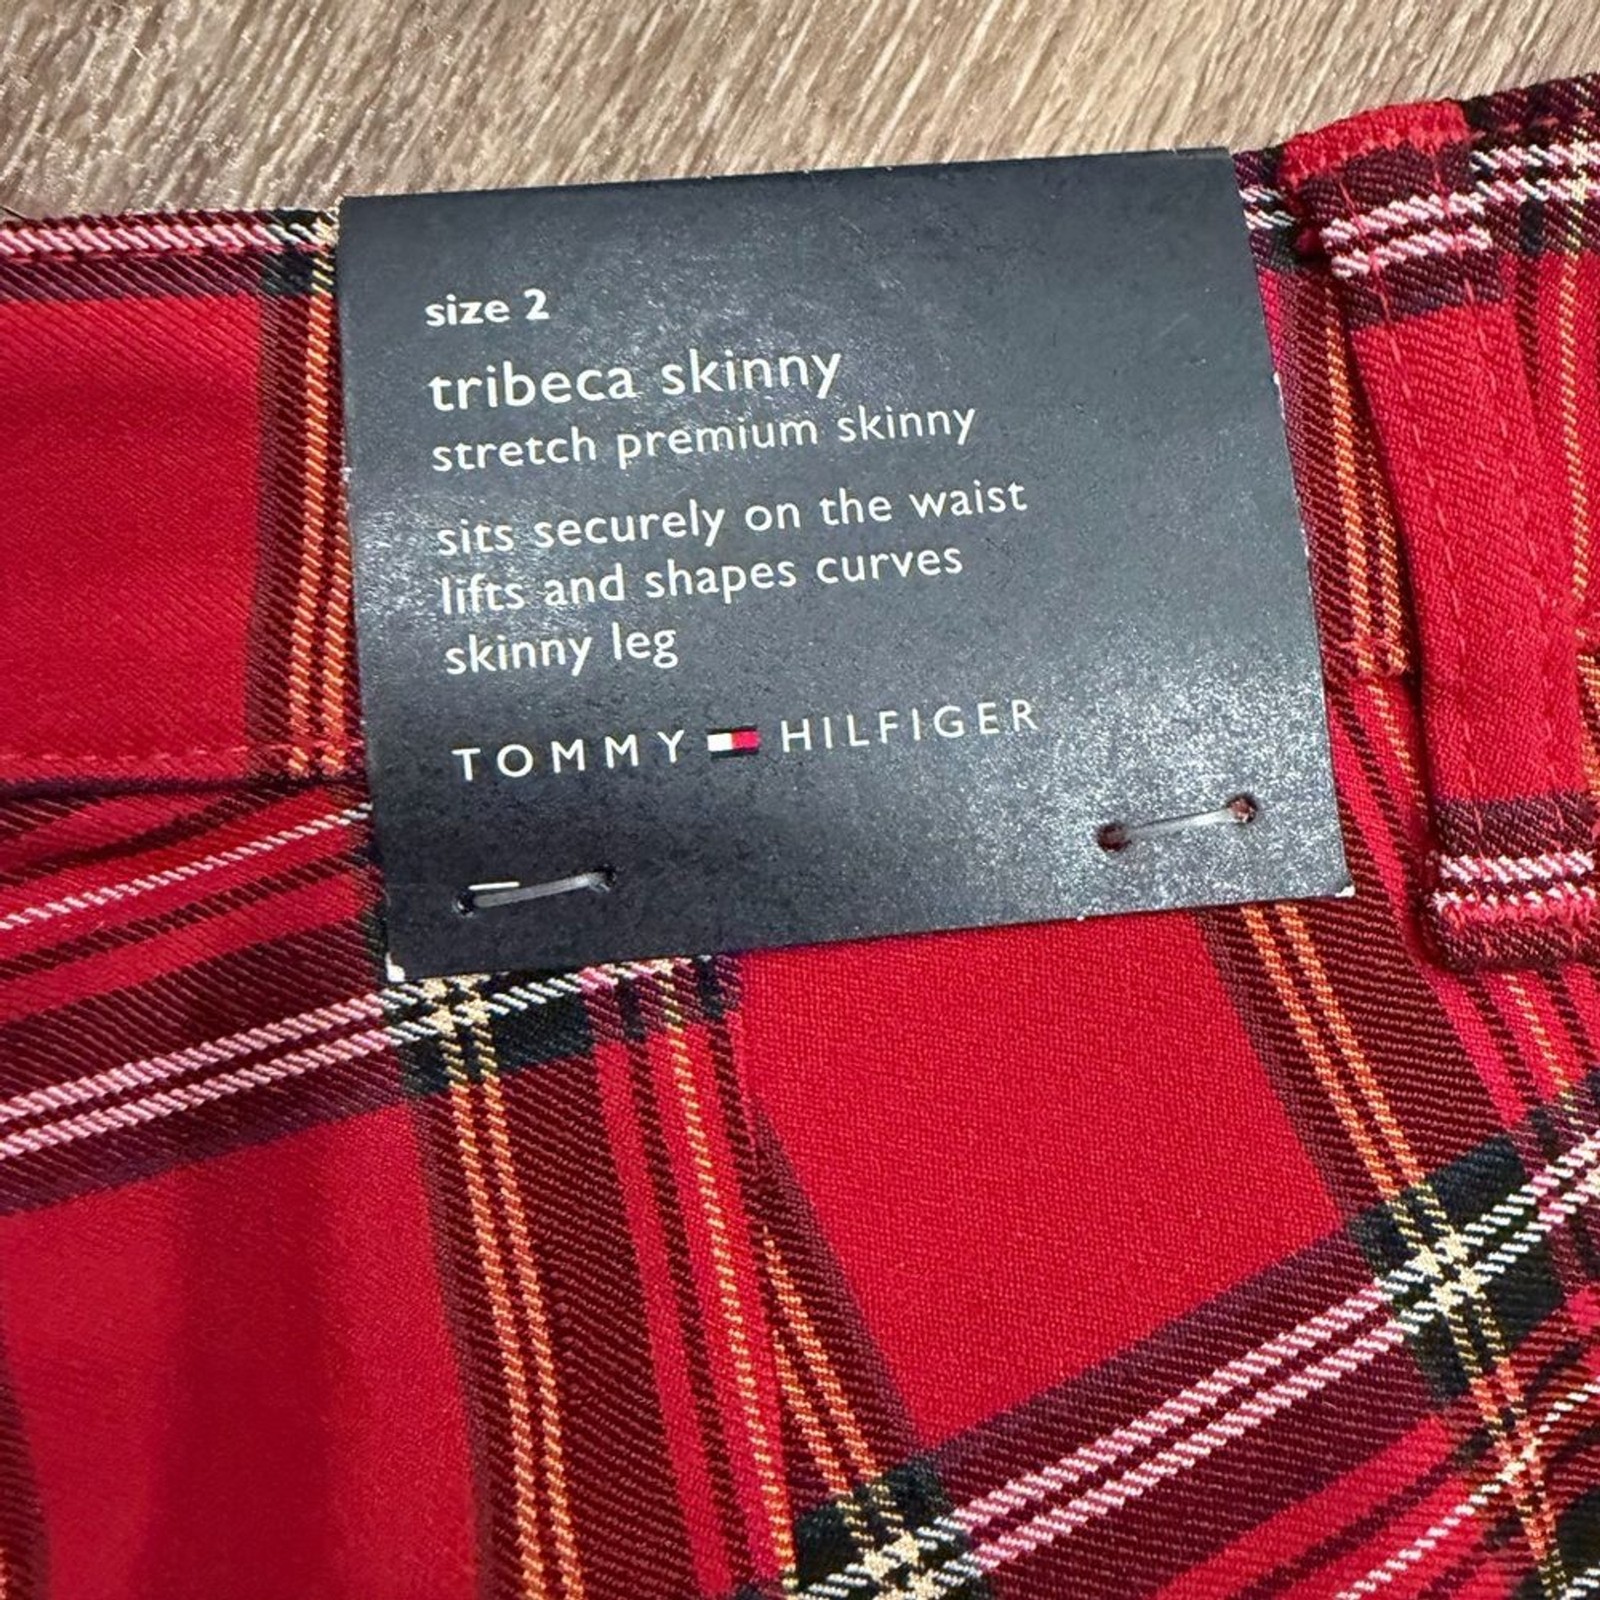 size 2
tribeca skinny
stretch premium skinny
sits securely on the waist
lifts and shapes curves
skinny leg
TOMMY HILFIGER